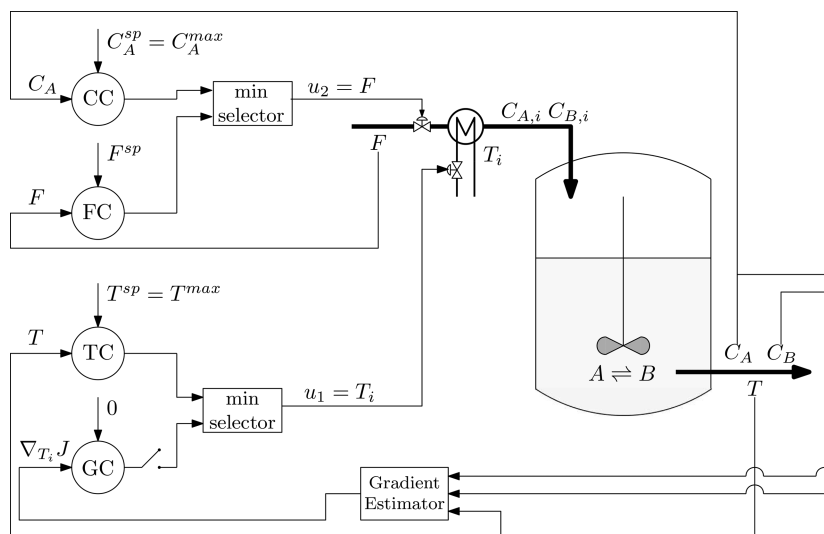 C_A^{sp} = C_A^{max}
C_A
CC
min
selector
u_2 = F
C_{A,i} C_{B,i}
F^{sp}
F
T_i
F
FC
T^{sp} = T^{max}
T
TC
min
selector
u_1 = T_i
A ⇌ B
C_A
C_B
T
0
∇_{T_i} J
GC
Gradient
Estimator